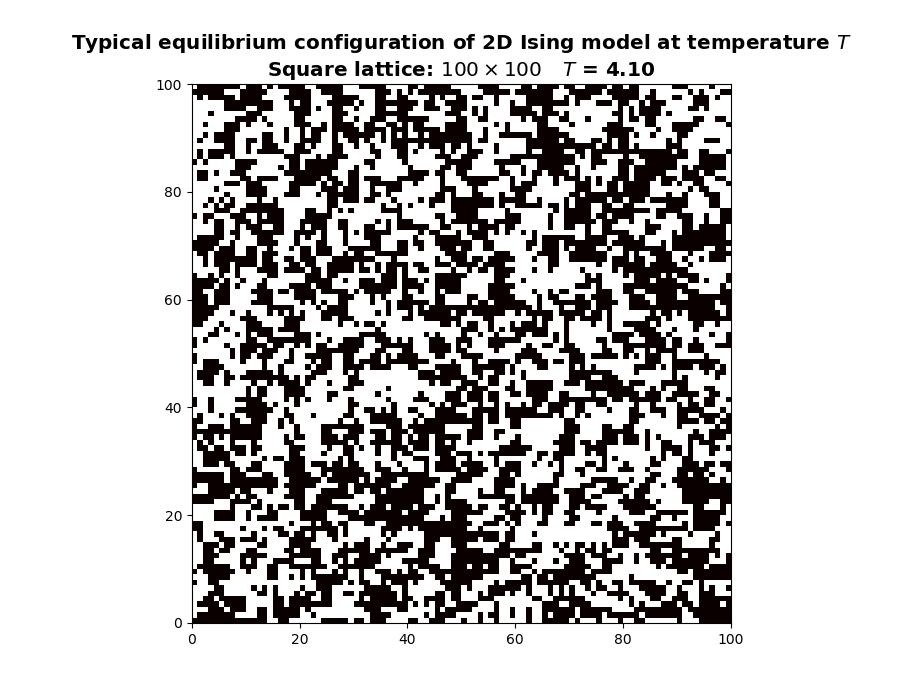 Typical equilibrium configuration of 2D Ising model at temperature T
Square lattice: 100 × 100 T = 4.10
100
80
60
40
20
0
0 20 40 60 80 100